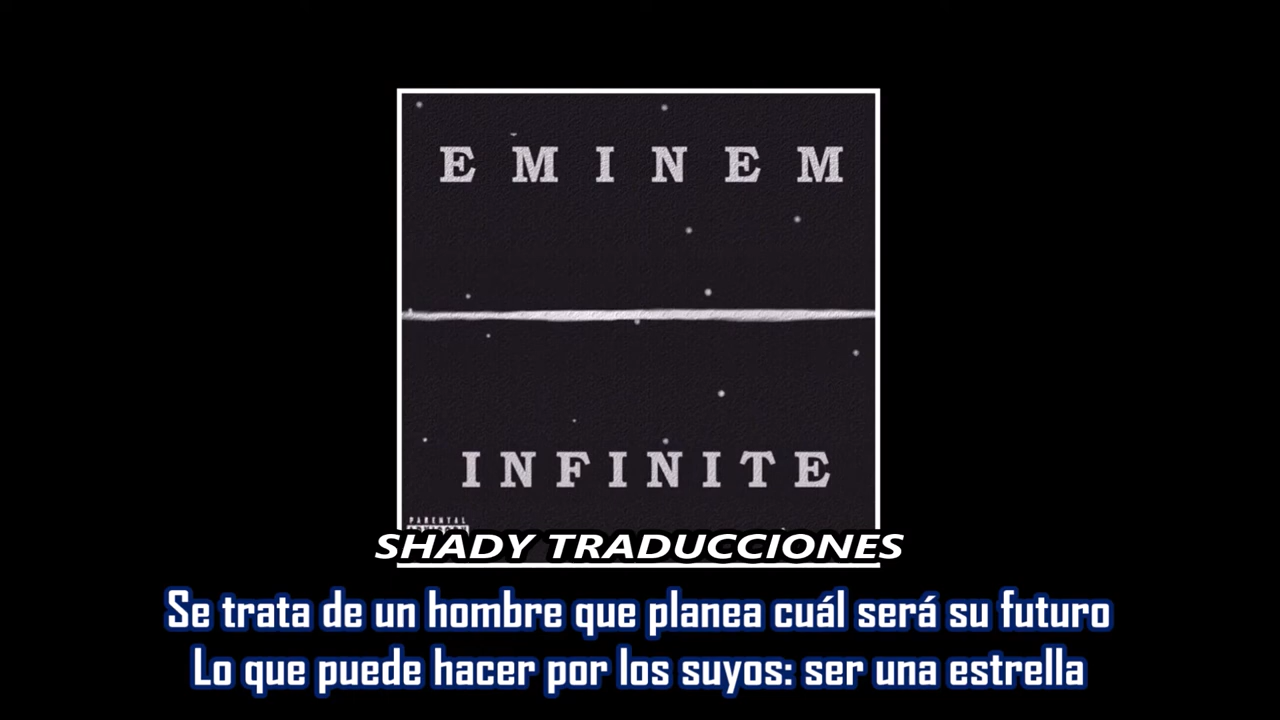 EMINEM
INFINITE
PARENTAL
SHADY TRADUCCIONES
Se trata de un hombre que planea cuál será su futuro
Lo que puede hacer por los suyos: ser una estrella